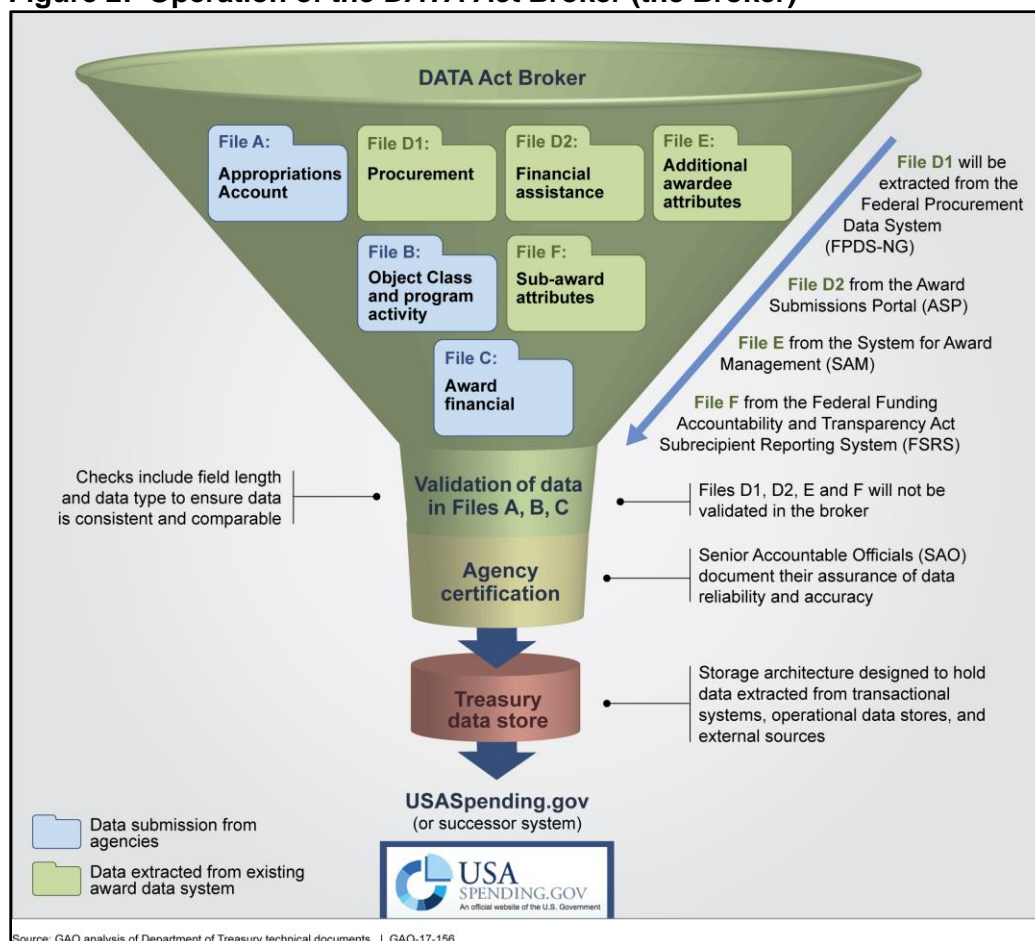 Figure 2: Operation of the DATA Act Broker (the Broker)
DATA Act Broker
File A:
Appropriations
Account
File D1:
Procurement
File D2:
Financial
assistance
File E:
Additional
awardee
attributes
File B:
Object Class
and program
activity
File F:
Sub-award
attributes
File C:
Award
financial
File D1 will be
extracted from the
Federal Procurement
Data System
(FPDS-NG)
File D2 from the Award
Submissions Portal (ASP)
File E from the System for Award
Management (SAM)
File F from the Federal Funding
Accountability and Transparency Act
Subrecipient Reporting System (FSRS)
Checks include field length
and data type to ensure data
is consistent and comparable
Validation of data
in Files A, B, C
Files D1, D2, E and F will not be
validated in the broker
Agency
certification
Senior Accountable Officials (SAO)
document their assurance of data
reliability and accuracy
Treasury
data store
Storage architecture designed to hold
data extracted from transactional
systems, operational data stores, and
external sources
USASpending.gov
(or successor system)
Data submission from
agencies
Data extracted from existing
award data system
USA
SPENDING.GOV
An official website of the U.S. Government
Source: GAO analysis of Department of Treasury technical documents. | GAO-17-156